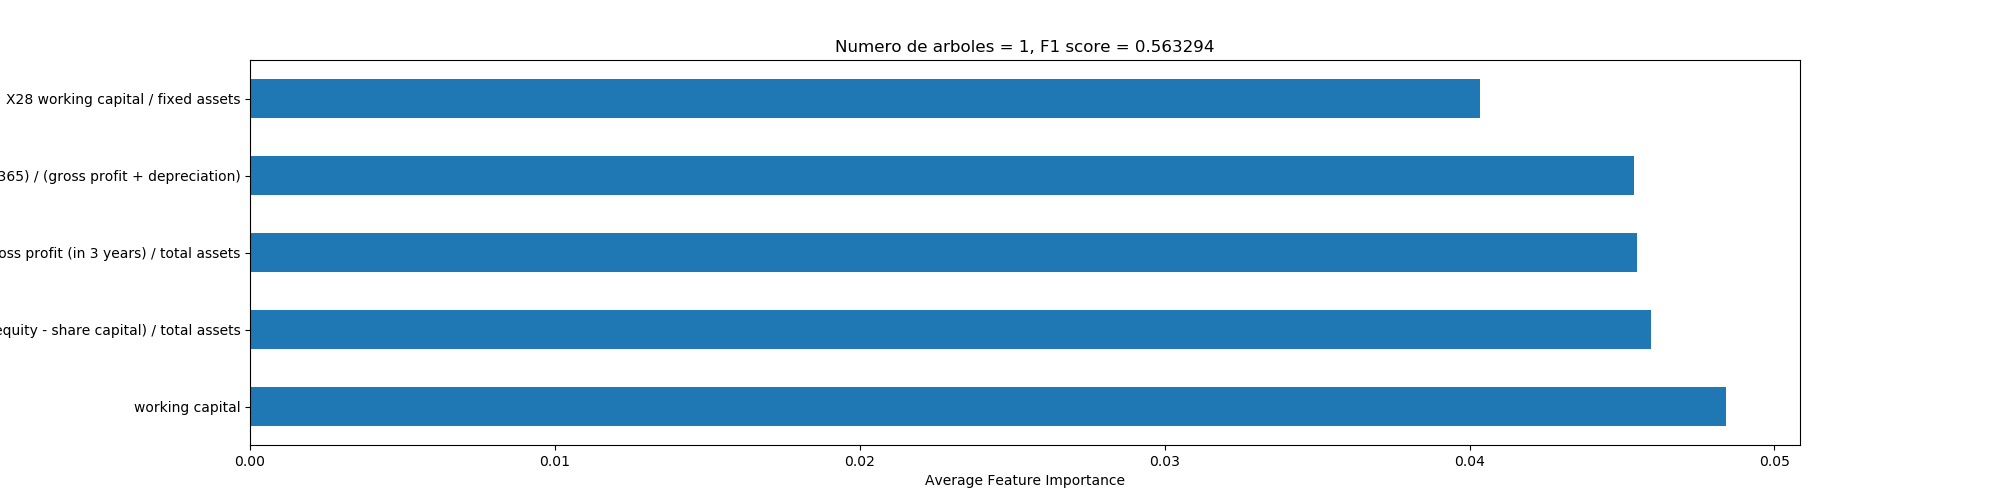 Numero de arboles = 1, F1 score = 0.563294
X28 working capital / fixed assets
365) / (gross profit + depreciation)
profit (in 3 years) / total assets
- share capital) / total assets
working capital
0.00 0.01 0.02 0.03 0.04 0.05
Average Feature Importance